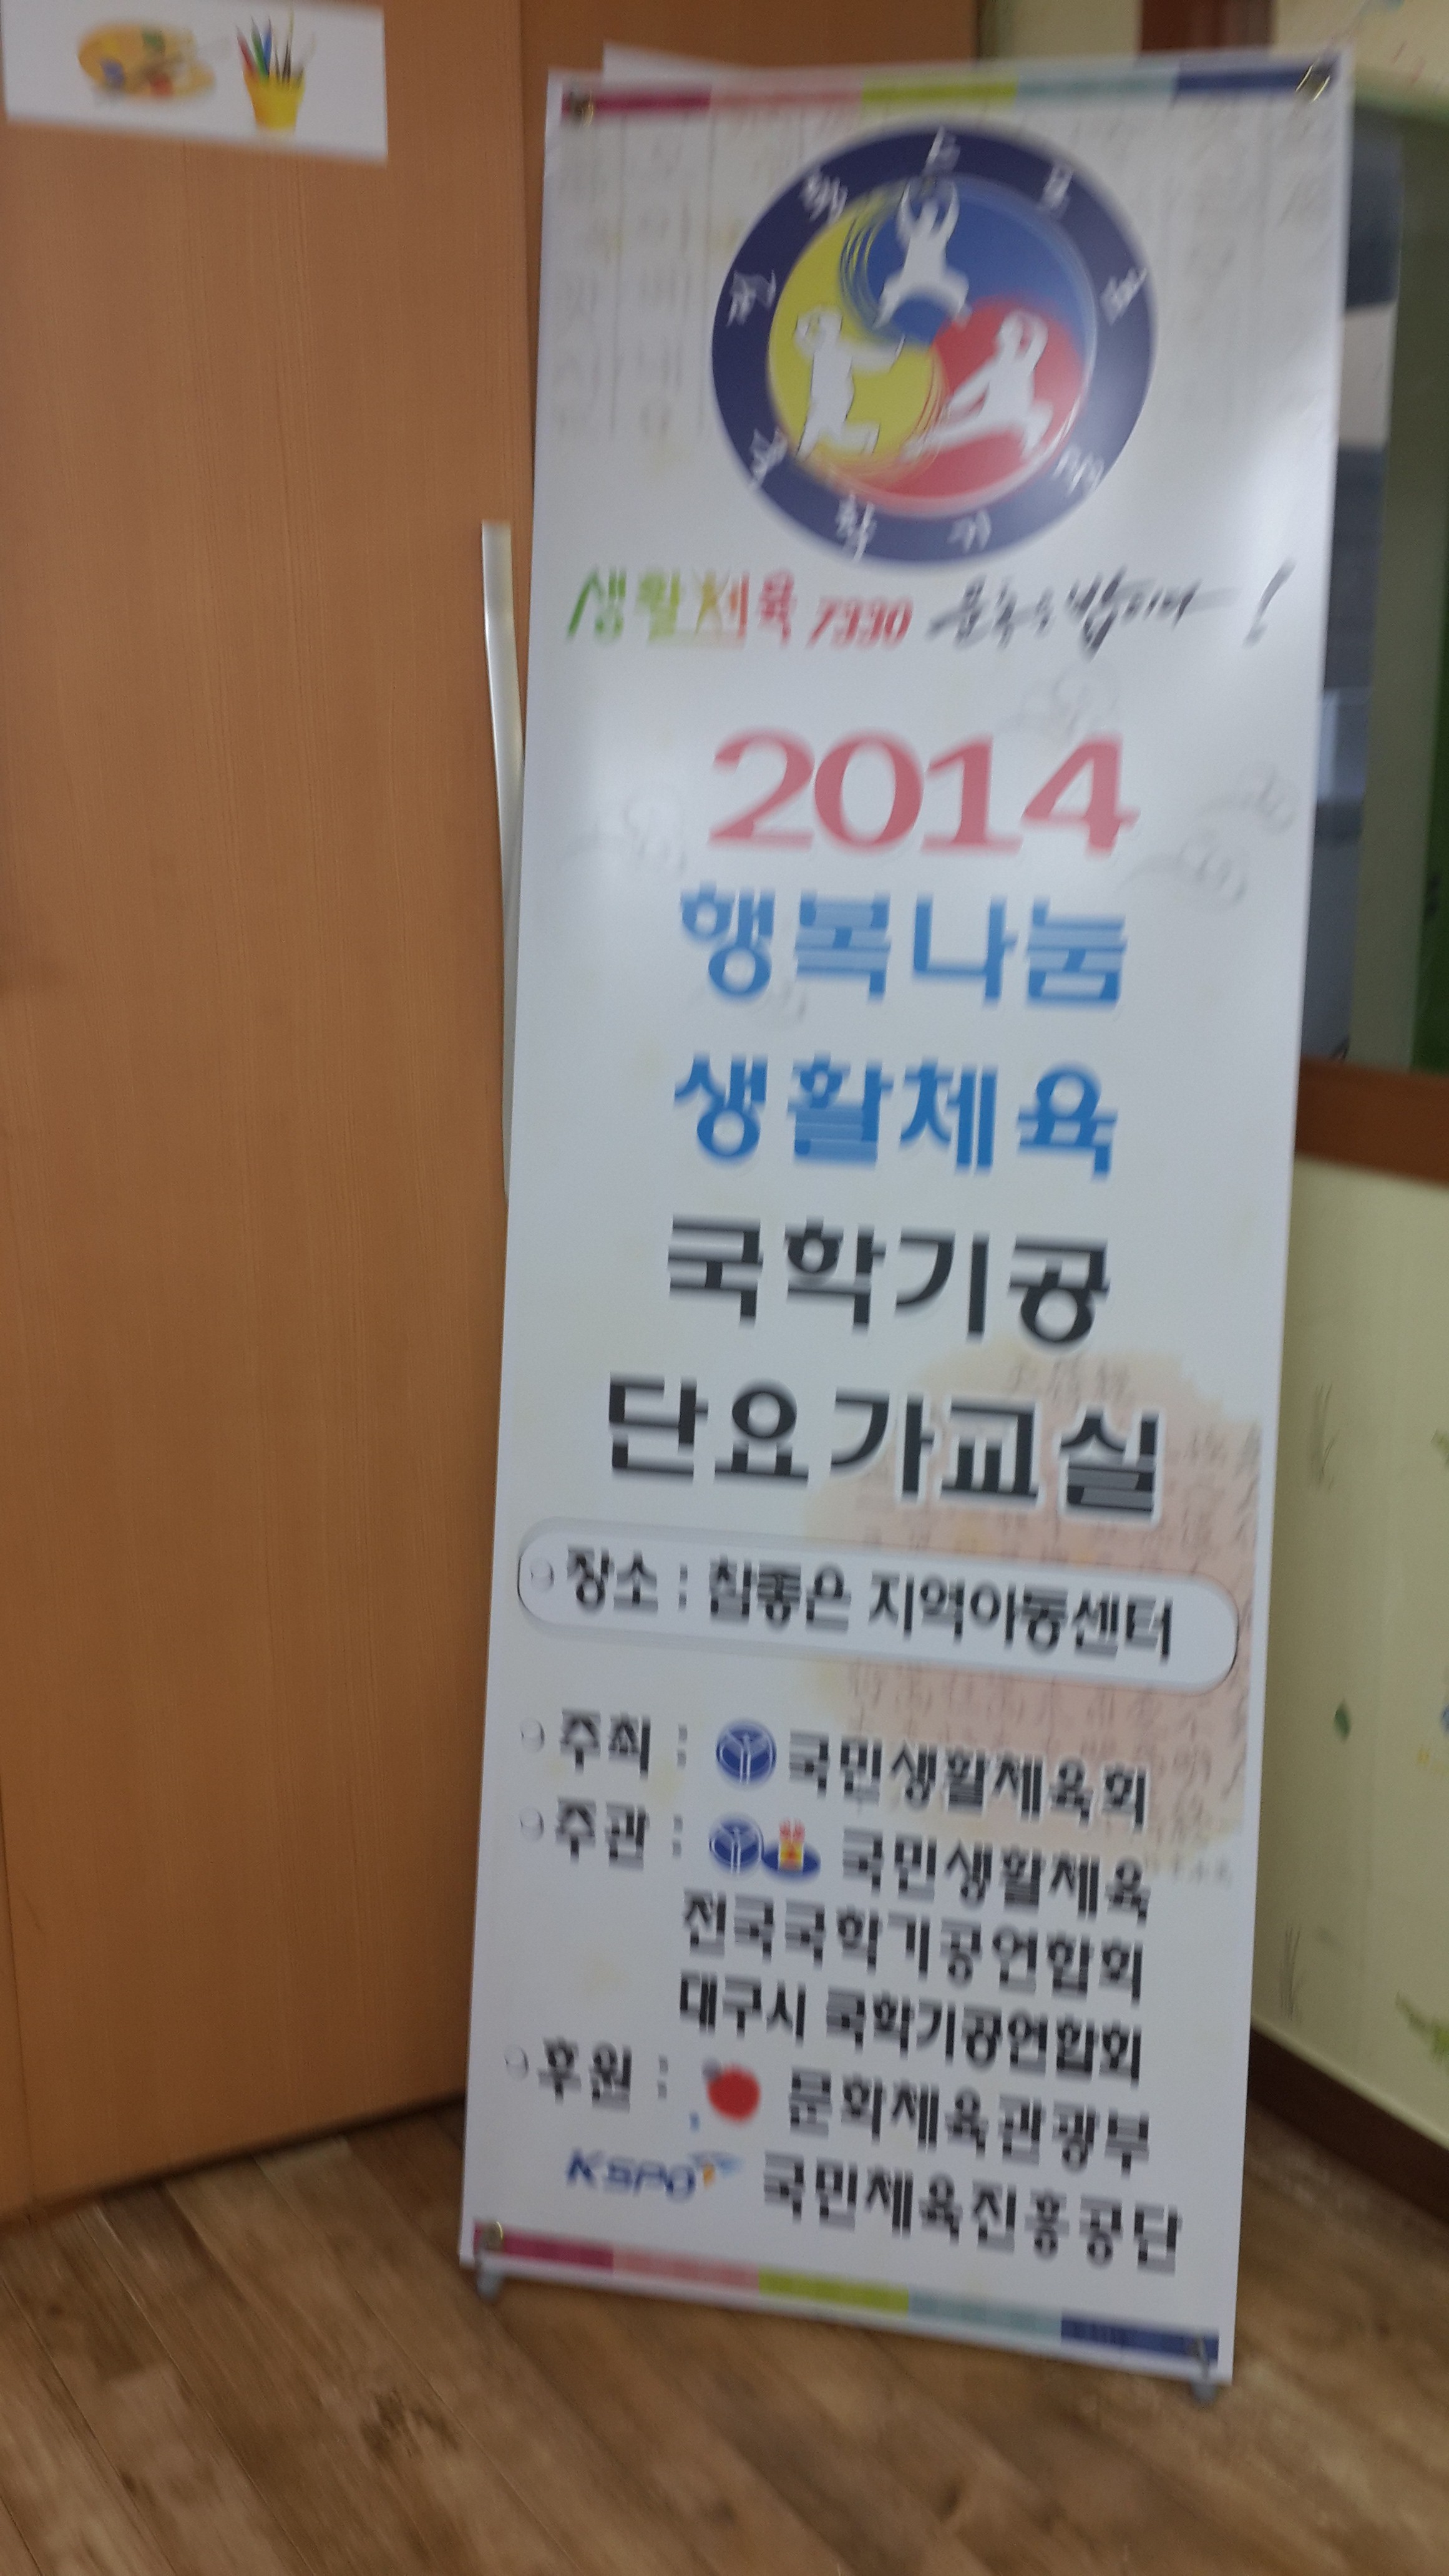 생활체육 7330
2014
행복나눔
생활체육
국학기공
단요가교실
장소 : 참좋은 지역아동센터
주최 : 국민생활체육회
주관 : 국민생활체육
전국국학기공연합회
대구시 국학기공연합회
후원 : 문화체육관광부
KSPO 국민체육진흥공단